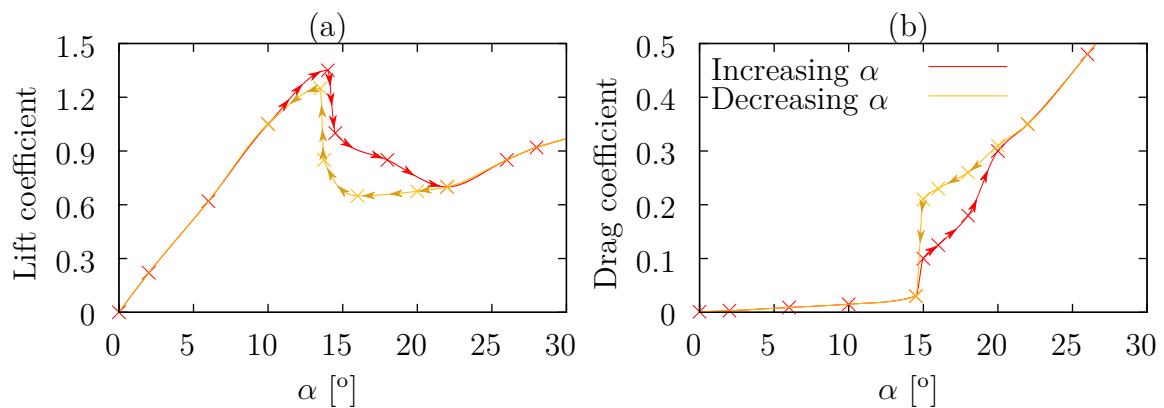 (a)
Lift coefficient
1.5
1.2
0.9
0.6
0.3
0
0 5 10 15 20 25 30
α [º]
(b)
Drag coefficient
0.5
0.4
0.3
0.2
0.1
0
Increasing α
Decreasing α
0 5 10 15 20 25 30
α [º]